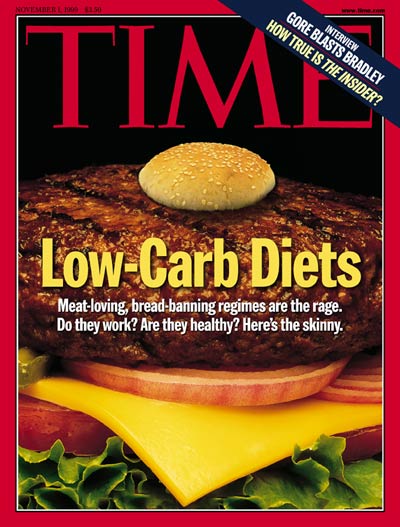 NOVEMBER 1, 1999 $3.50
www.time.com
INTERVIEW
GORE BLASTS BRADLEY
HOW TRUE IS THE INSIDER?
TIME
Low-Carb Diets
Meat-loving, bread-banning regimes are the rage.
Do they work? Are they healthy? Here's the skinny.